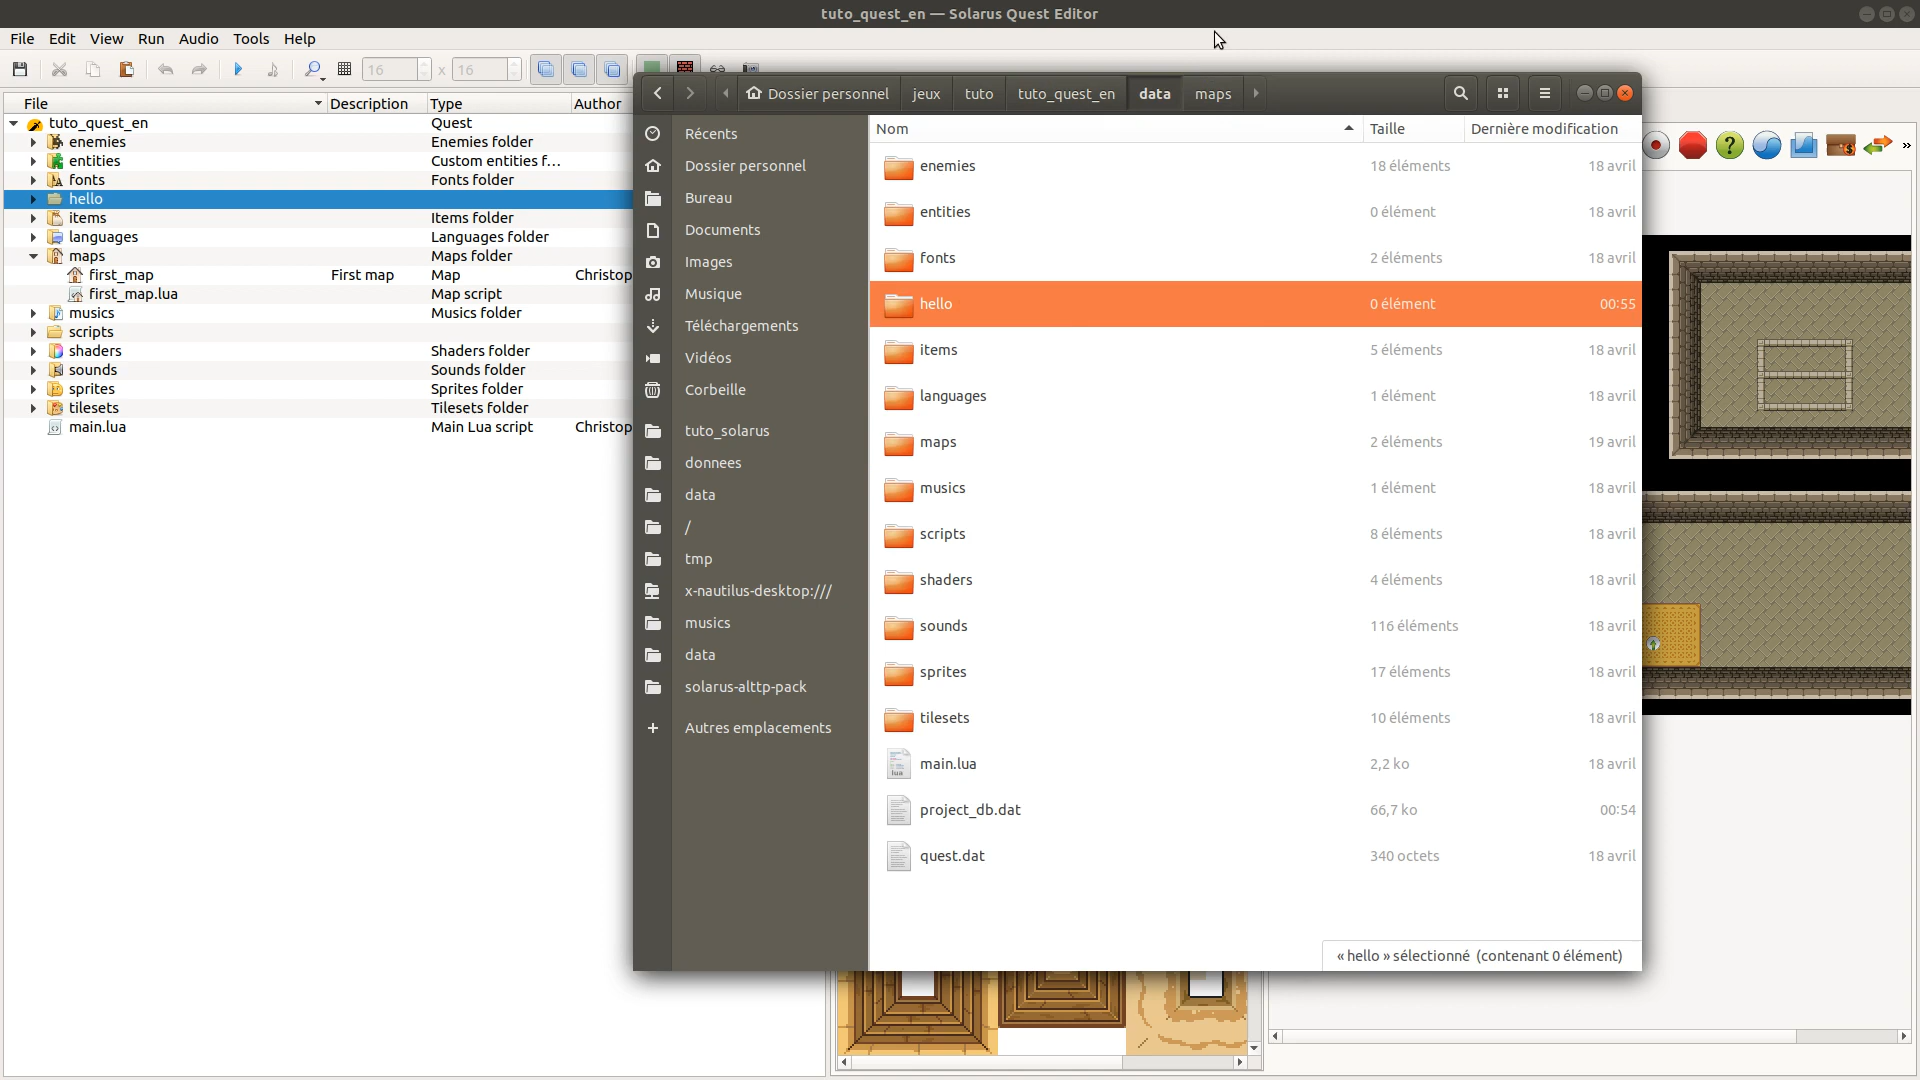 tuto_quest_en — Solarus Quest Editor
File Edit View Run Audio Tools Help
16 x 16
File Description Type Author
tuto_quest_en Quest
enemies Enemies folder
entities Custom entities f...
fonts Fonts folder
hello
items Items folder
languages Languages folder
maps Maps folder
first_map First map Map Christop
first_map.lua Map script
musics Musics folder
scripts
shaders Shaders folder
sounds Sounds folder
sprites Sprites folder
tilesets Tilesets folder
main.lua Main Lua script Christop
Dossier personnel jeux tuto tuto_quest_en data maps
Récents
Dossier personnel
Bureau
Documents
Images
Musique
Téléchargements
Vidéos
Corbeille
tuto_solarus
donnees
data
/
tmp
x-nautilus-desktop:///
musics
data
solarus-alttp-pack
+ Autres emplacements
Nom Taille Dernière modification
enemies 18 éléments 18 avril
entities 0 élément 18 avril
fonts 2 éléments 18 avril
hello 0 élément 00:55
items 5 éléments 18 avril
languages 1 élément 18 avril
maps 2 éléments 19 avril
musics 1 élément 18 avril
scripts 8 éléments 18 avril
shaders 4 éléments 18 avril
sounds 116 éléments 18 avril
sprites 17 éléments 18 avril
tilesets 10 éléments 18 avril
lua main.lua 2,2 ko 18 avril
project_db.dat 66,7 ko 00:54
quest.dat 340 octets 18 avril
« hello » sélectionné (contenant 0 élément)
? $ »